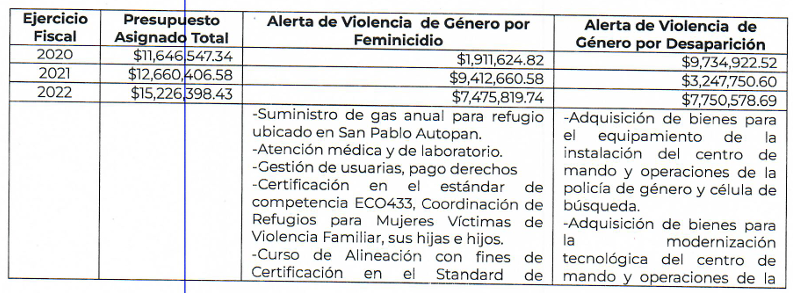 Ejercicio Fiscal
Presupuesto Asignado Total
Alerta de Violencia de Género por Feminicidio
Alerta de Violencia de Género por Desaparición
2020 $11,646,547.34 $1,911,624.82 $9,734,922.52
2021 $12,660,406.58 $9,412,660.58 $3,247,750.60
2022 $15,226,398.43 $7,475,819.74 $7,750,578.69
-Suministro de gas anual para refugio
ubicado en San Pablo Autopan.
-Atención médica y de laboratorio.
-Gestión de usuarias, pago derechos
-Certificación en el estándar de
competencia ECO433, Coordinación de
Refugios para Mujeres Víctimas de
Violencia Familiar, sus hijas e hijos.
-Curso de Alineación con fines de
Certificación en el Standard de
-Adquisición de bienes para
el equipamiento de la
instalación del centro de
mando y operaciones de la
policía de género y célula de
búsqueda.
-Adquisición de bienes para
la modernización
tecnológica del centro de
mando y operaciones de la